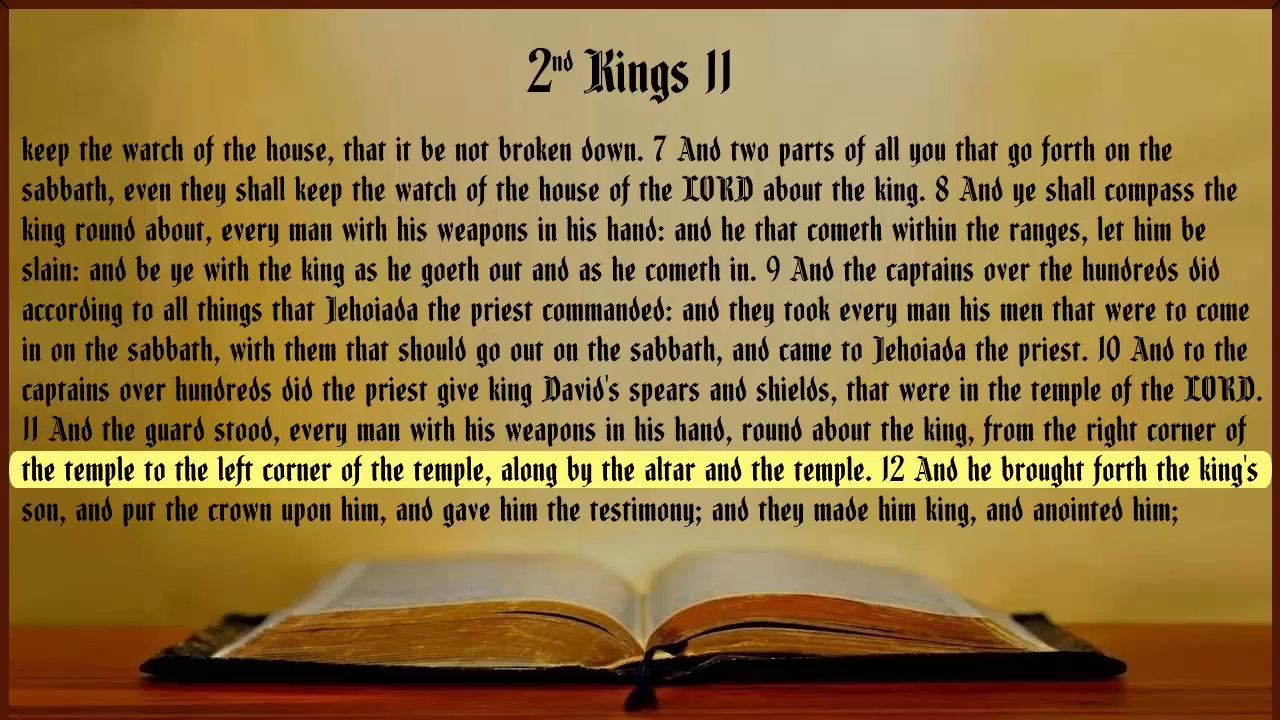 2nd Kings 11
keep the watch of the house, that it be not broken down. 7 And two parts of all you that go forth on the
sabbath, even they shall keep the watch of the house of the LORD about the king. 8 And ye shall compass the
king round about, every man with his weapons in his hand: and he that cometh within the ranges, let him be
slain: and be ye with the king as he goeth out and as he cometh in. 9 And the captains over the hundreds did
according to all things that Jehoiada the priest commanded: and they took every man his men that were to come
in on the sabbath, with them that should go out on the sabbath, and came to Jehoiada the priest. 10 And to the
captains over hundreds did the priest give king David's spears and shields, that were in the temple of the LORD.
11 And the guard stood, every man with his weapons in his hand, round about the king, from the right corner of
the temple to the left corner of the temple, along by the altar and the temple. 12 And he brought forth the king's
son, and put the crown upon him, and gave him the testimony; and they made him king, and anointed him;